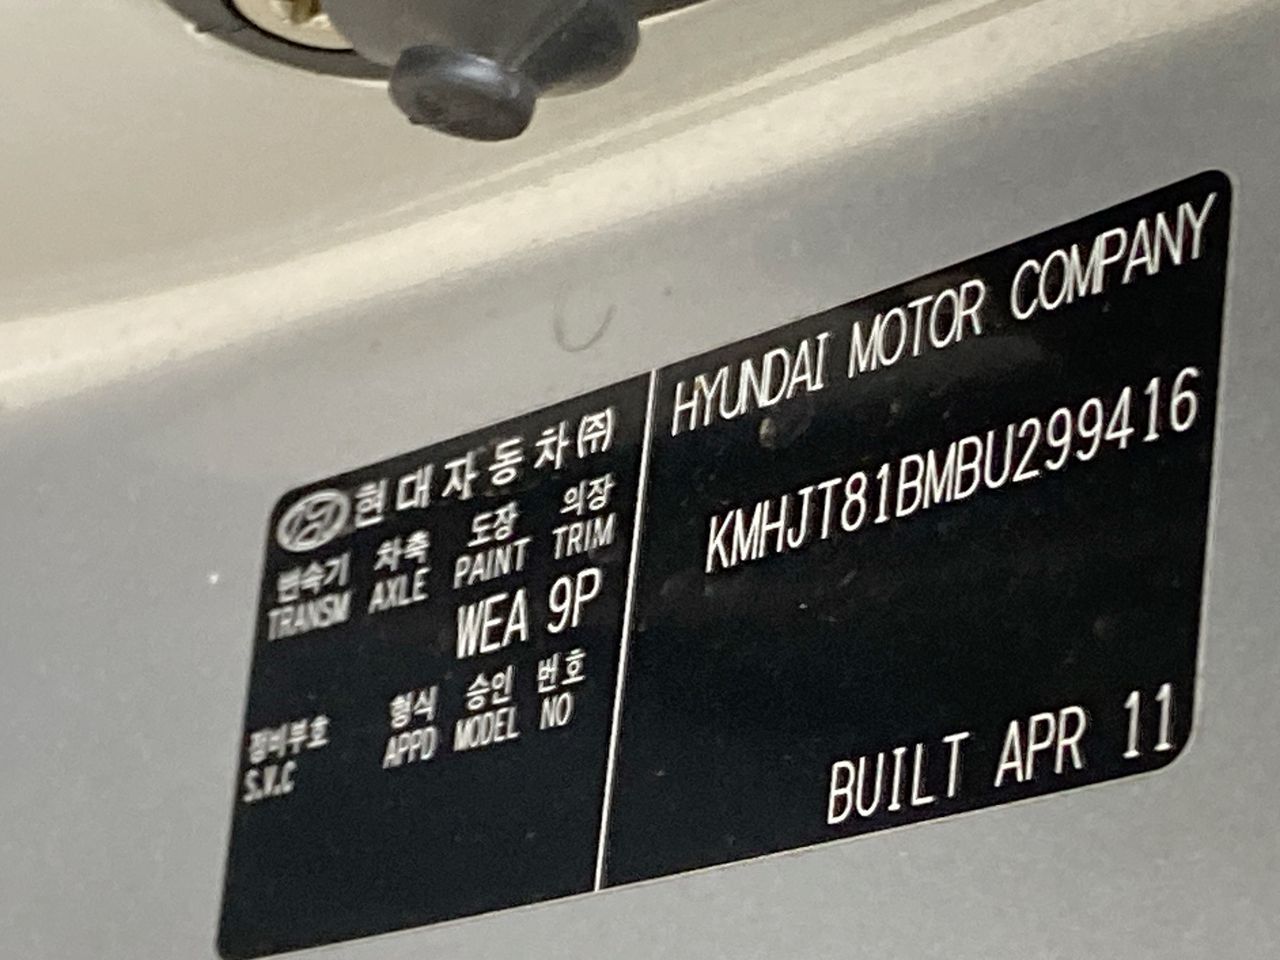 현대자동차㈜
변속기 차축 도장 의장
TRANSM AXLE PAINT TRIM
WEA 9P
정비부호 형식 승인 번호
S.V.C APPD MODEL NO
HYUNDAI MOTOR COMPANY
KMHJT81BMBU299416
BUILT APR 11